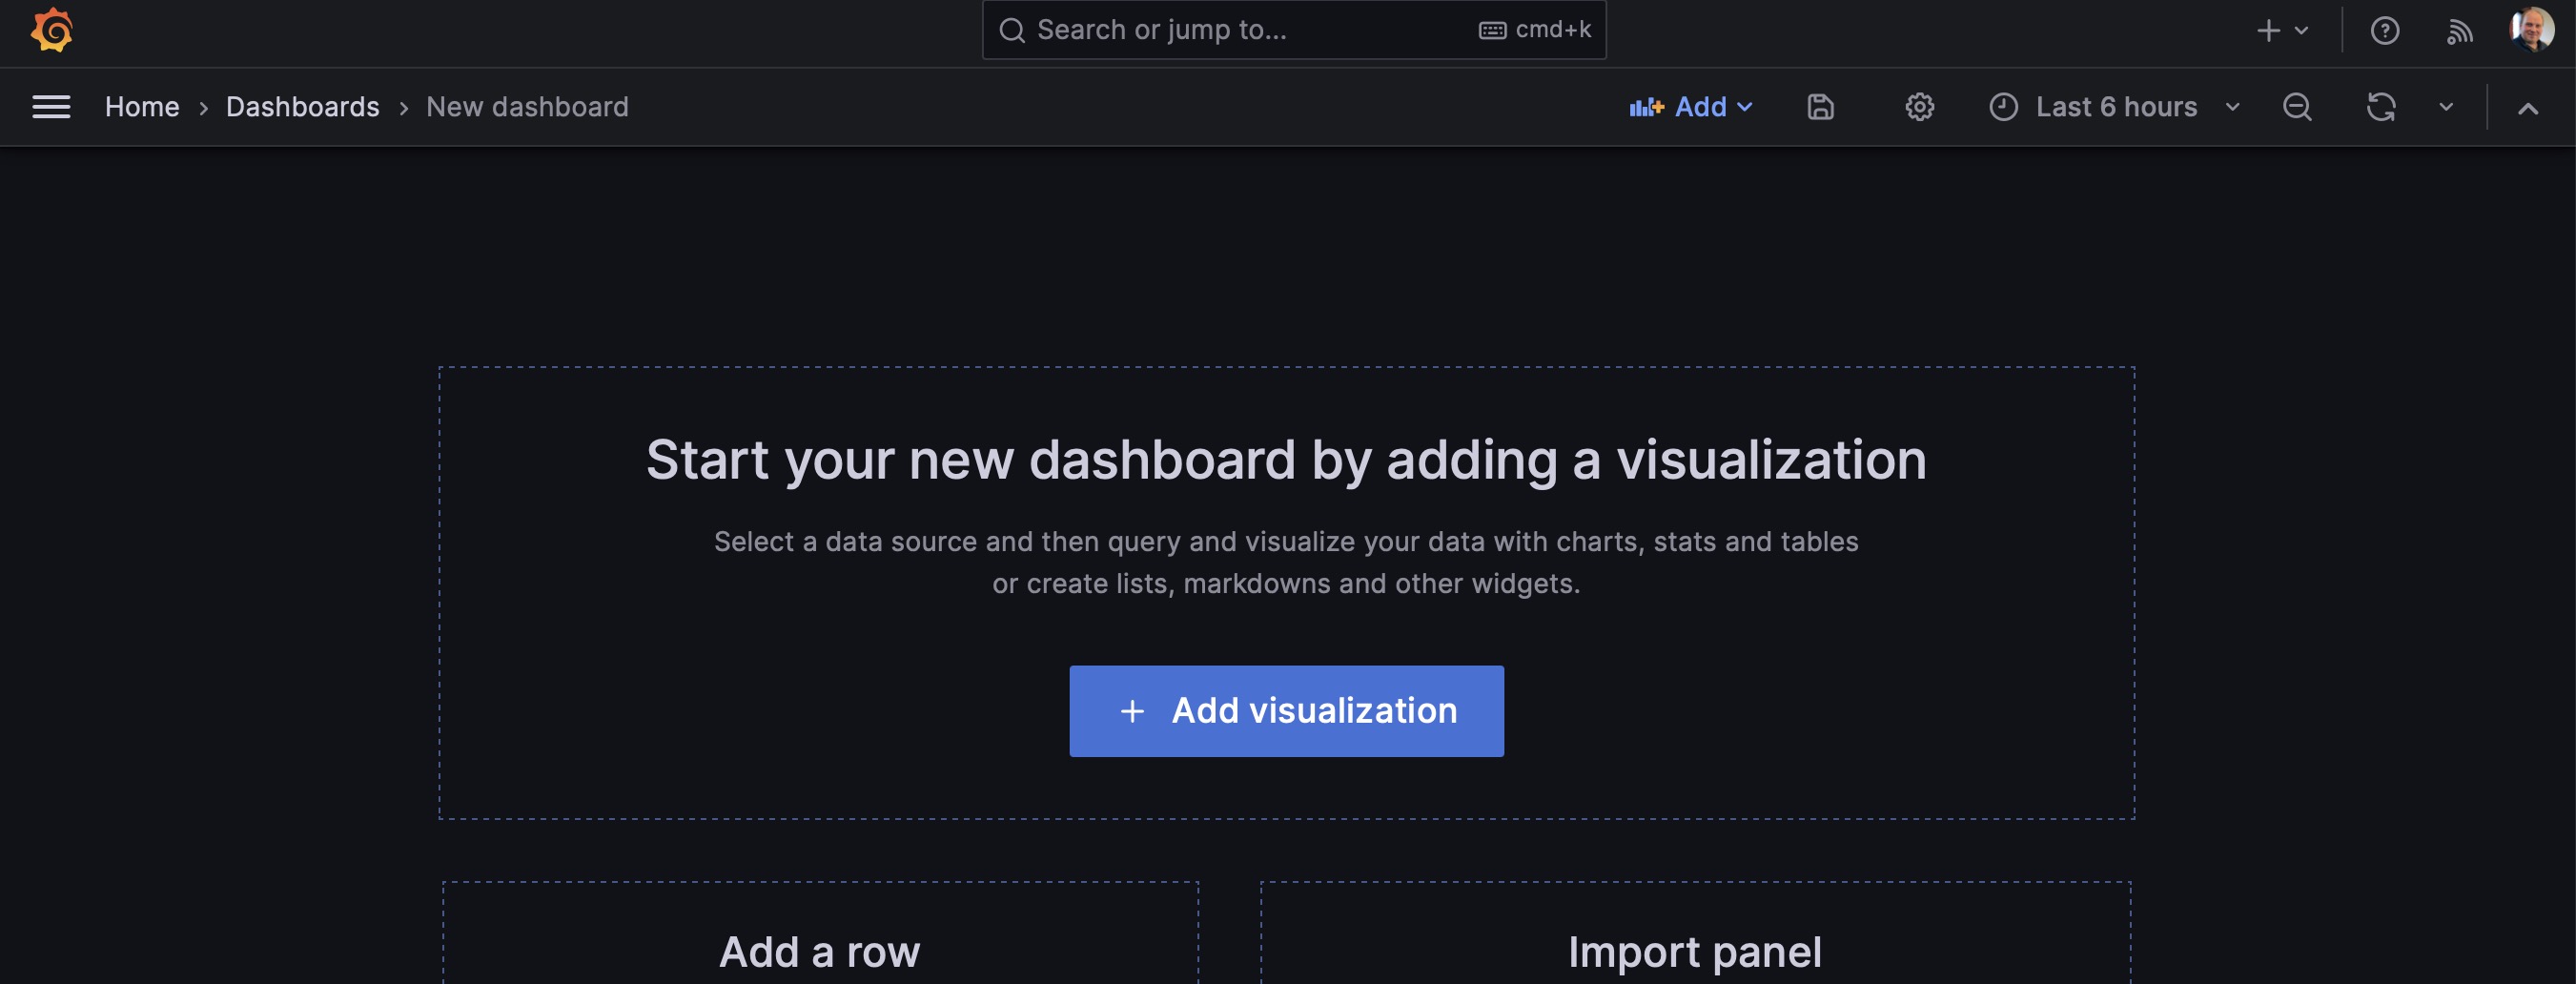 Search or jump to...
cmd+k
Home › Dashboards › New dashboard
Add
Last 6 hours
Start your new dashboard by adding a visualization
Select a data source and then query and visualize your data with charts, stats and tables
or create lists, markdowns and other widgets.
+ Add visualization
Add a row
Import panel